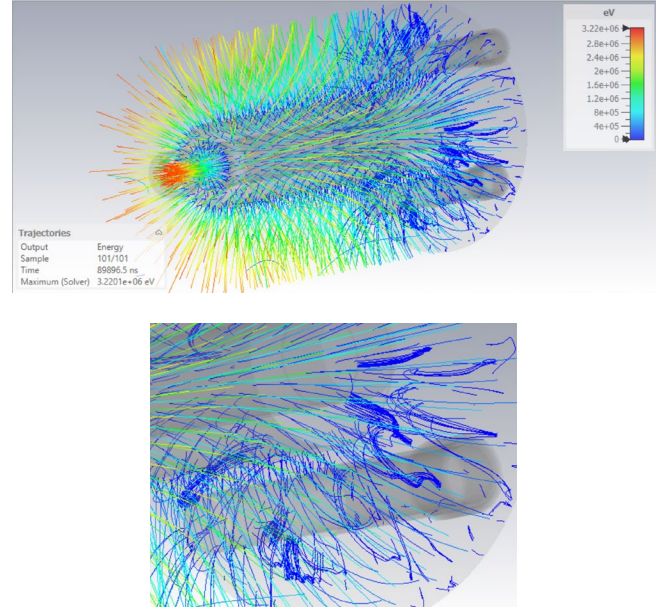 eV
3.22e+06
2.8e+06
2.4e+06
2e+06
1.6e+06
1.2e+06
8e+05
4e+05
0
Trajectories
Output Energy
Sample 101/101
Time 89896.5 ns
Maximum (Solver) 3.2201e+06 eV